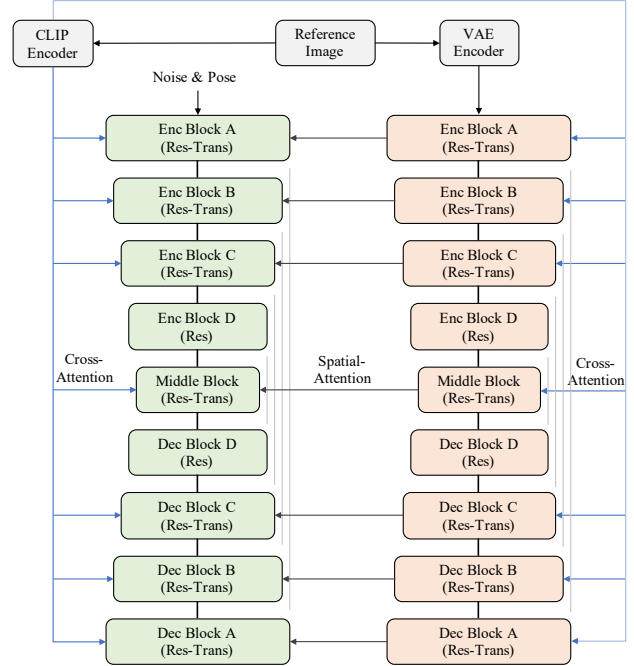 CLIP
Encoder
Reference
Image
VAE
Encoder
Noise & Pose
Enc Block A
(Res-Trans)
Enc Block A
(Res-Trans)
Enc Block B
(Res-Trans)
Enc Block B
(Res-Trans)
Enc Block C
(Res-Trans)
Enc Block C
(Res-Trans)
Enc Block D
(Res)
Enc Block D
(Res)
Cross-
Attention
Middle Block
(Res-Trans)
Spatial-
Attention
Middle Block
(Res-Trans)
Cross-
Attention
Dec Block D
(Res)
Dec Block D
(Res)
Dec Block C
(Res-Trans)
Dec Block C
(Res-Trans)
Dec Block B
(Res-Trans)
Dec Block B
(Res-Trans)
Dec Block A
(Res-Trans)
Dec Block A
(Res-Trans)